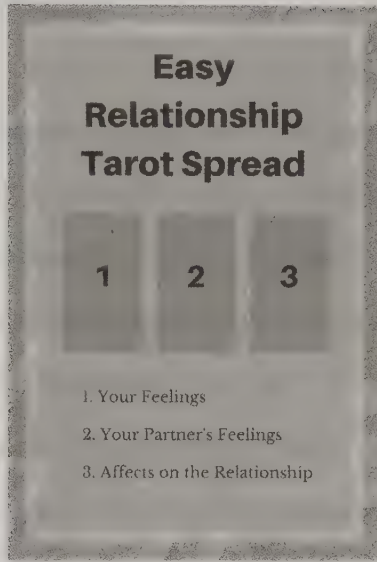 Easy
Relationship
Tarot Spread
1 2 3
1. Your Feelings
2. Your Partner's Feelings
3. Affects on the Relationship